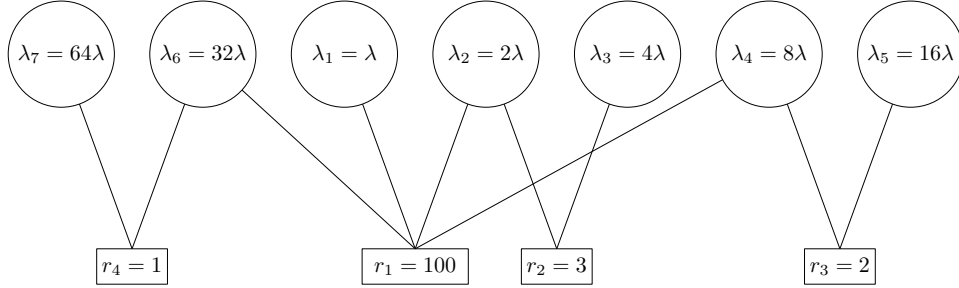 λ₇ = 64λ
λ₆ = 32λ
λ₁ = λ
λ₂ = 2λ
λ₃ = 4λ
λ₄ = 8λ
λ₅ = 16λ
r₄ = 1
r₁ = 100
r₂ = 3
r₃ = 2